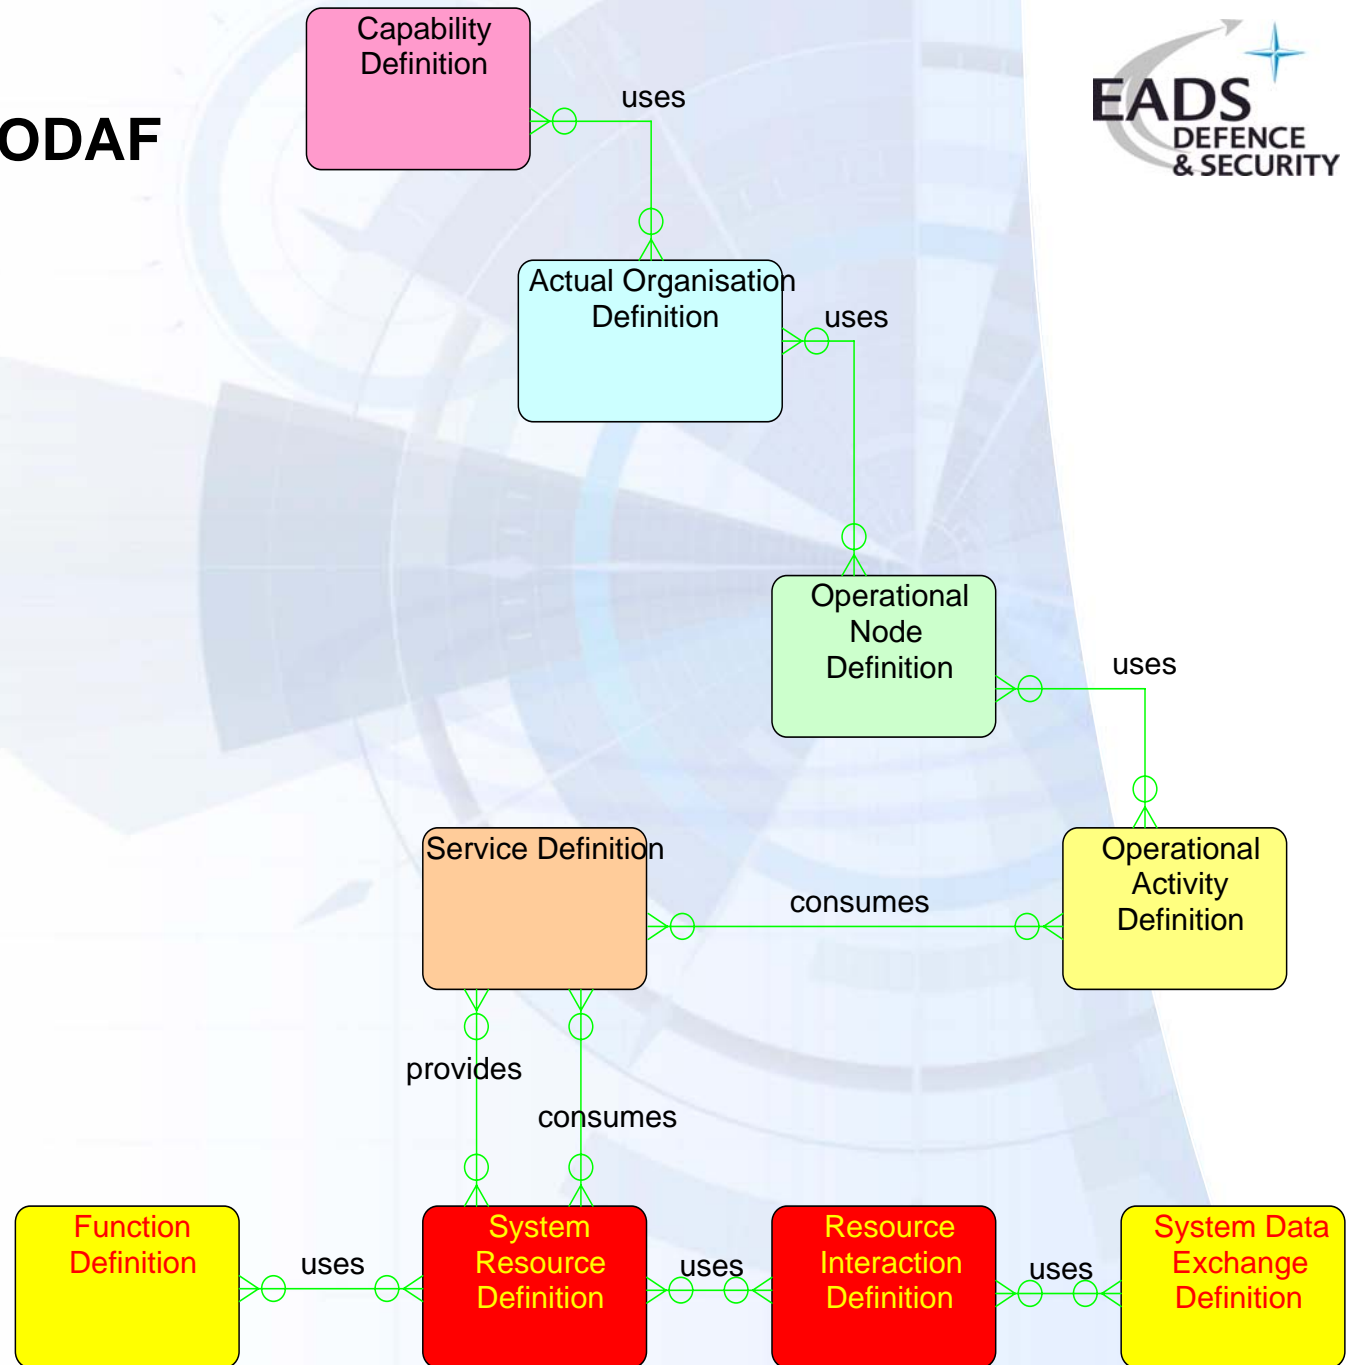 Capability
Definition
ODAF
uses
EADS
DEFENCE
& SECURITY
Actual Organisation
Definition
uses
Operational
Node
Definition
uses
Service Definition
Operational
Activity
Definition
consumes
provides
consumes
Function
Definition
uses
System
Resource
Definition
uses
Resource
Interaction
Definition
uses
System Data
Exchange
Definition